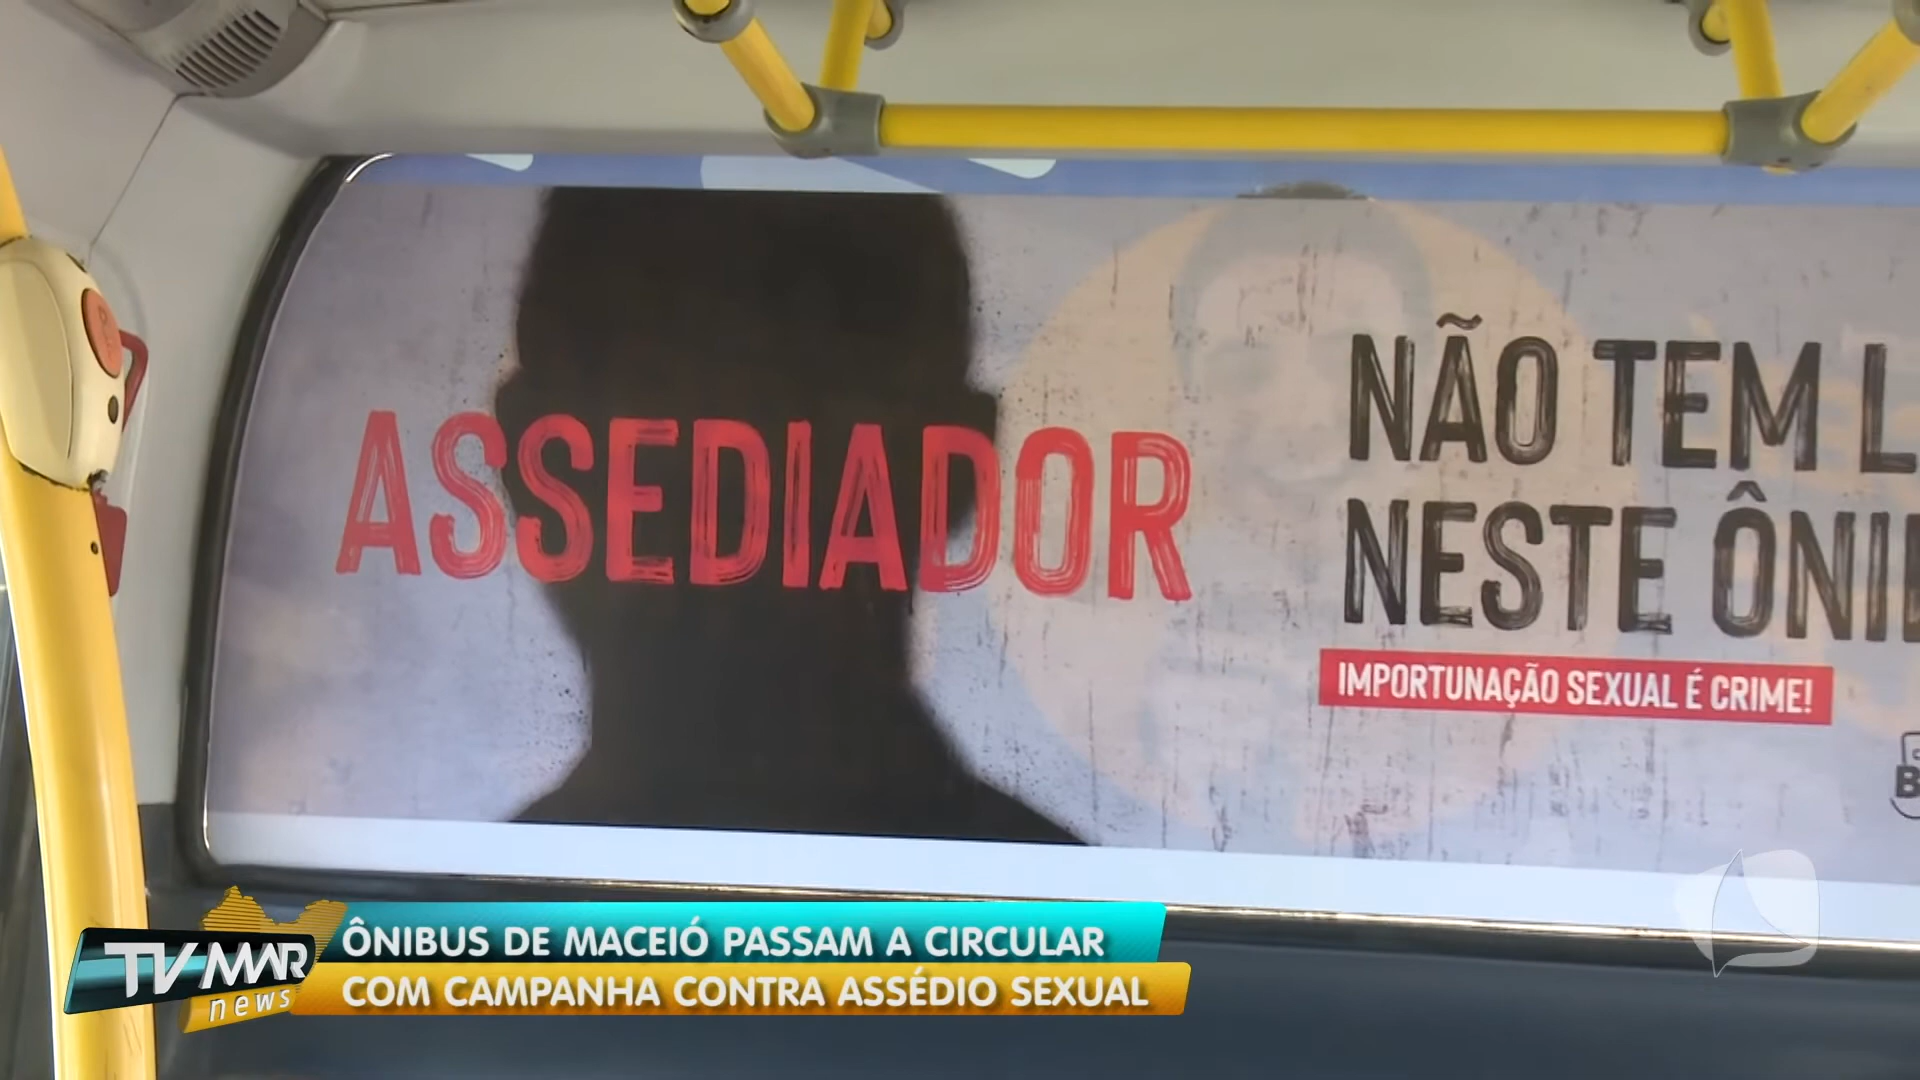 ASSEDIADOR
NÃO TEM
NESTE
IMPORTUNAÇÃO SEXUAL É CRIME!
TV MAR
news
ÔNIBUS DE MACEIÓ PASSAM A CIRCULAR
COM CAMPANHA CONTRA ASSÉDIO SEXUAL